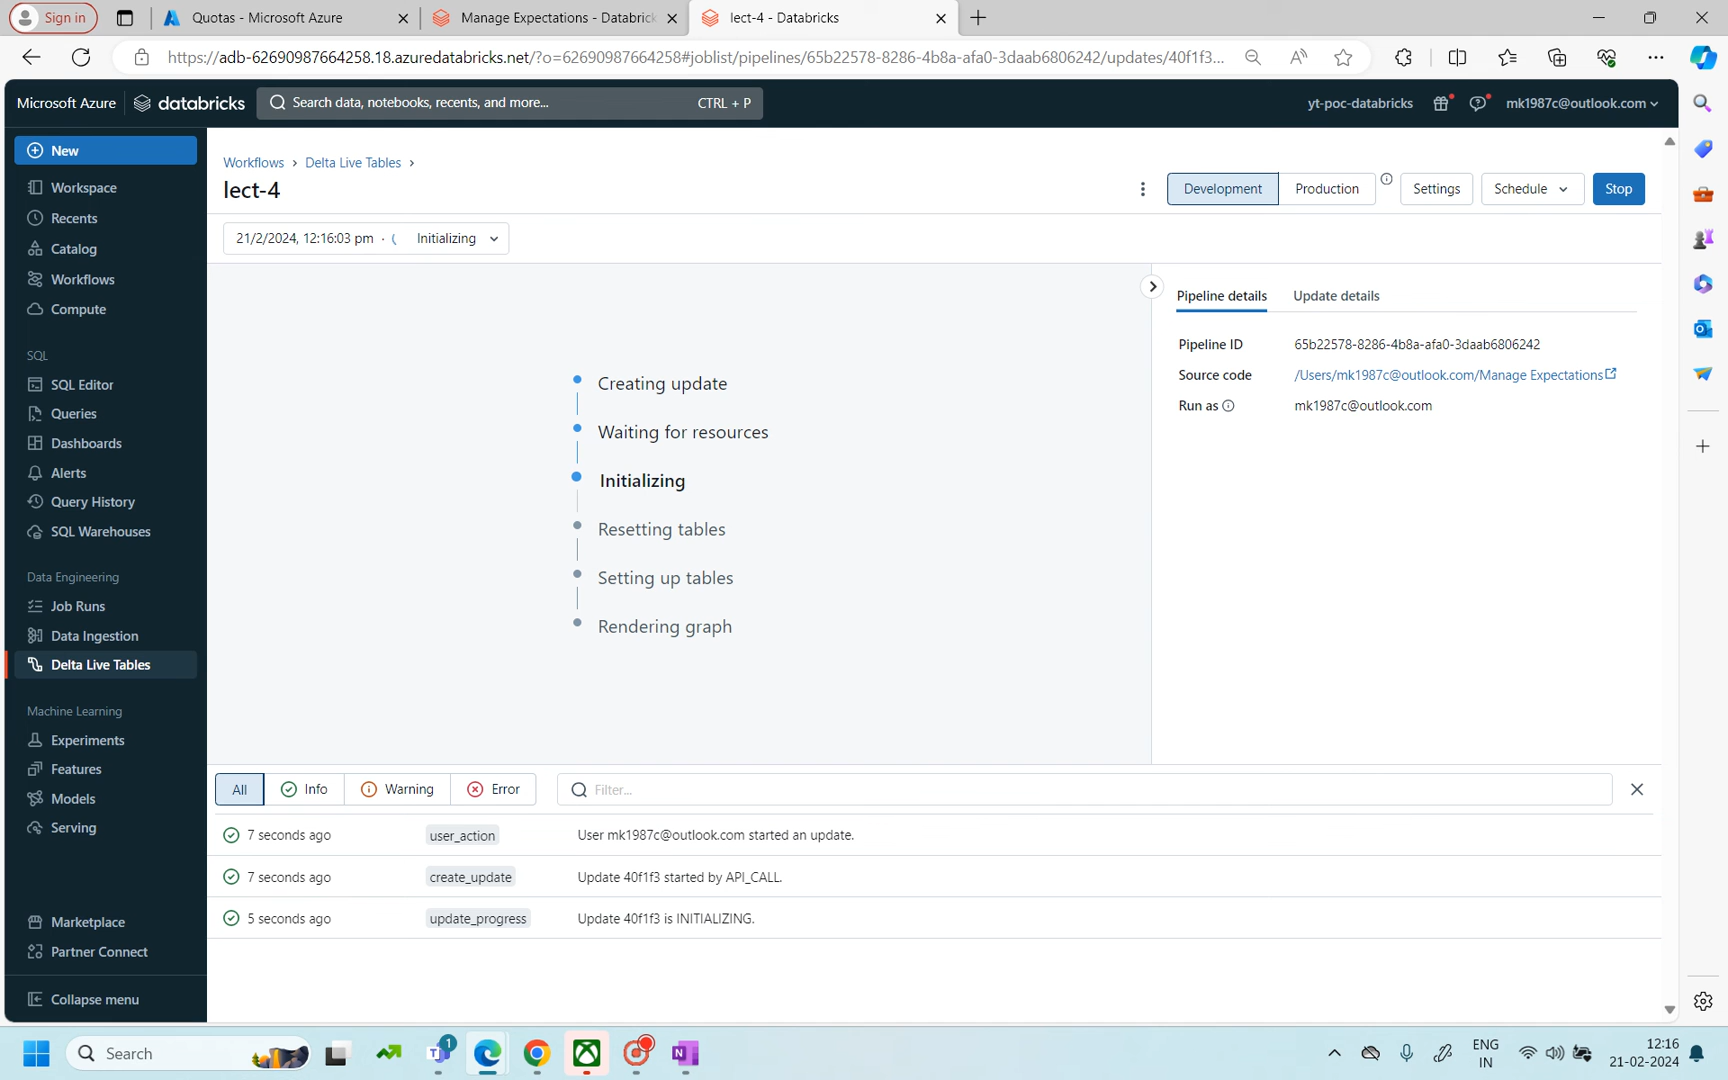 Sign in
Quotas - Microsoft Azure
Manage Expectations - Databrick
lect-4 - Databricks
https://adb-62690987664258.18.azuredatabricks.net/?o=62690987664258#joblist/pipelines/65b22578-8286-4b8a-afa0-3daab6806242/updates/40f1f3...
Microsoft Azure
databricks
Search data, notebooks, recents, and more...
CTRL + P
yt-poc-databricks
mk1987c@outlook.com
New
Workspace
Recents
Catalog
Workflows
Compute
SQL
SQL Editor
Queries
Dashboards
Alerts
Query History
SQL Warehouses
Data Engineering
Job Runs
Data Ingestion
Delta Live Tables
Machine Learning
Experiments
Features
Models
Serving
Marketplace
Partner Connect
Collapse menu
Workflows › Delta Live Tables ›
lect-4
Development
Production
Settings
Schedule
Stop
21/2/2024, 12:16:03 pm · Initializing
Creating update
Waiting for resources
Initializing
Resetting tables
Setting up tables
Rendering graph
Pipeline details
Update details
Pipeline ID 65b22578-8286-4b8a-afa0-3daab6806242
Source code /Users/mk1987c@outlook.com/Manage Expectations
Run as mk1987c@outlook.com
All
Info
Warning
Error
Filter...
7 seconds ago user_action User mk1987c@outlook.com started an update.
7 seconds ago create_update Update 40f1f3 started by API_CALL.
5 seconds ago update_progress Update 40f1f3 is INITIALIZING.
Search
1
ENG
IN
12:16
21-02-2024